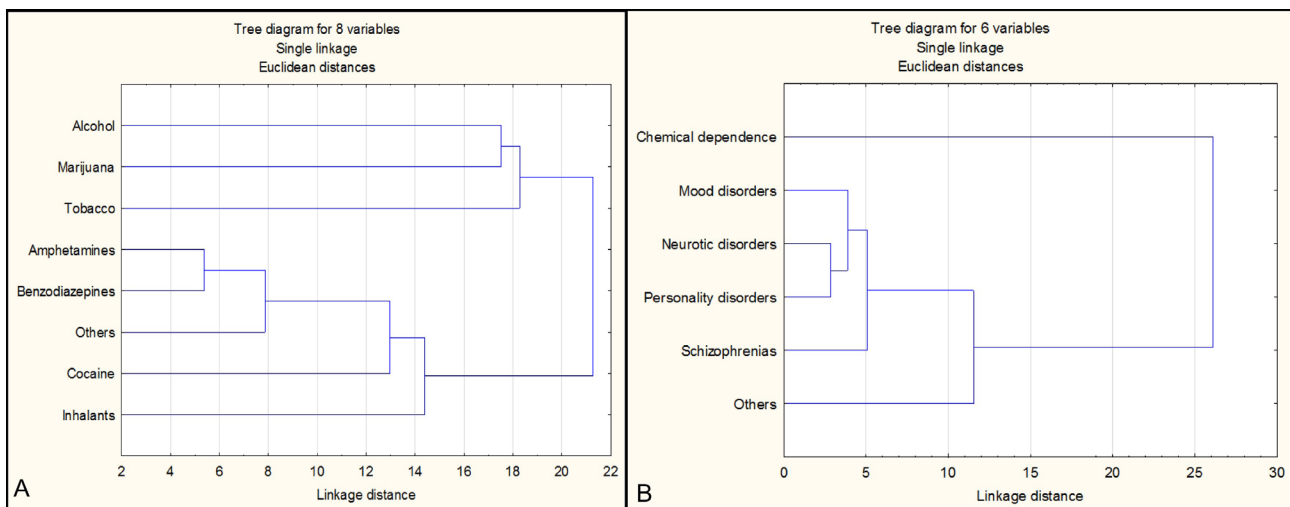 Tree diagram for 8 variables
Single linkage
Euclidean distances
Alcohol
Marijuana
Tobacco
Amphetamines
Benzodiazepines
Others
Cocaine
Inhalants
2 4 6 8 10 12 14 16 18 20 22
Linkage distance
A
Tree diagram for 6 variables
Single linkage
Euclidean distances
Chemical dependence
Mood disorders
Neurotic disorders
Personality disorders
Schizophrenias
Others
0 5 10 15 20 25 30
Linkage distance
B